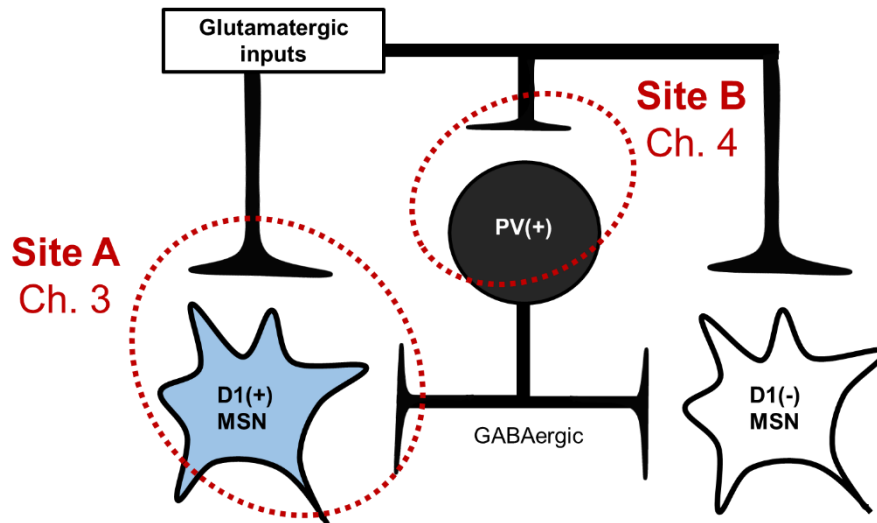 Glutamatergic
inputs
Site B
Ch. 4
PV(+)
Site A
Ch. 3
D1(+)
MSN
GABAergic
D1(-)
MSN